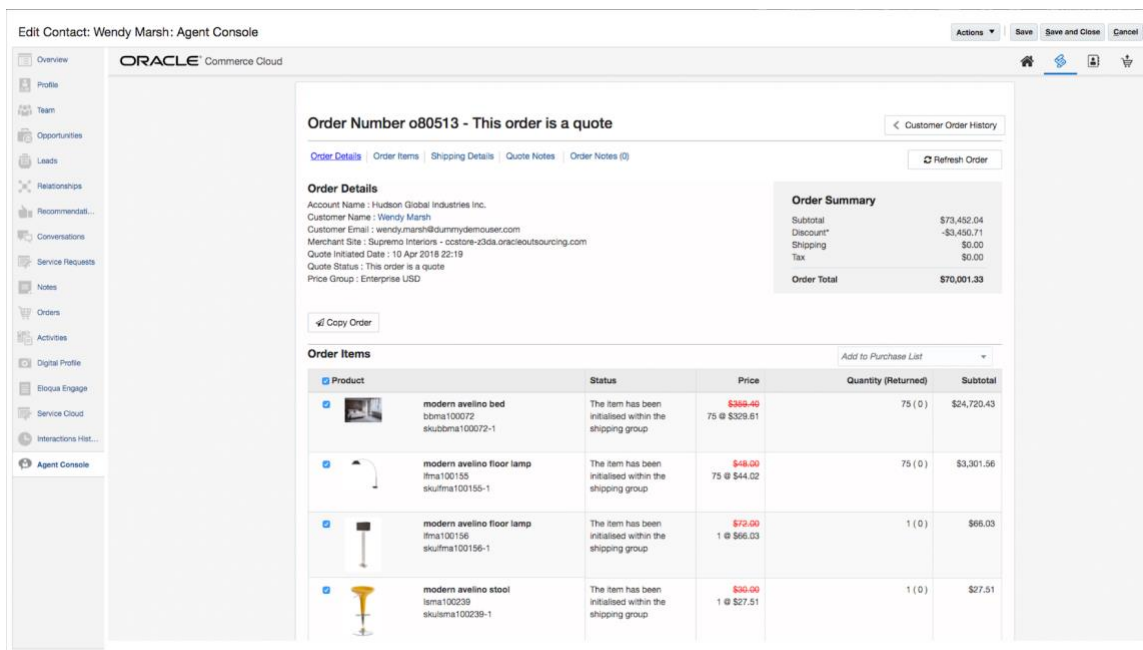 Edit Contact: Wendy Marsh: Agent Console
Actions ▼ Save Save and Close Cancel
Overview
Profile
Team
Opportunities
Leads
Relationships
Recommendati...
Conversations
Service Requests
Notes
Orders
Activities
Digital Profile
Eloqua Engage
Service Cloud
Interactions Hist...
Agent Console
ORACLE Commerce Cloud
Order Number o80513 - This order is a quote
Customer Order History
Order Details Order Items Shipping Details Quote Notes Order Notes (0)
Refresh Order
Order Details
Account Name : Hudson Global Industries Inc.
Customer Name : Wendy Marsh
Customer Email : wendy.marsh@dummydemouser.com
Merchant Site : Supremo Interiors - ccstore-z3da.oracleoutsourcing.com
Quote Initiated Date : 10 Apr 2018 22:19
Quote Status : This order is a quote
Price Group : Enterprise USD
Order Summary
Subtotal $73,452.04
Discount* -$3,450.71
Shipping $0.00
Tax $0.00
Order Total $70,001.33
Copy Order
Order Items
Add to Purchase List
Product Status Price Quantity (Returned) Subtotal
modern avelino bed The item has been $359.40 75 ( 0 ) $24,720.43
bbma100072 initialised within the 75 @ $329.61
skubbma100072-1 shipping group
modern avelino floor lamp The item has been $48.00 75 ( 0 ) $3,301.56
lfma100155 initialised within the 75 @ $44.02
skulfma100155-1 shipping group
modern avelino floor lamp The item has been $72.00 1 ( 0 ) $66.03
lfma100156 initialised within the 1 @ $66.03
skulfma100156-1 shipping group
modern avelino stool The item has been $30.00 1 ( 0 ) $27.51
lsma100239 initialised within the 1 @ $27.51
skulsma100239-1 shipping group